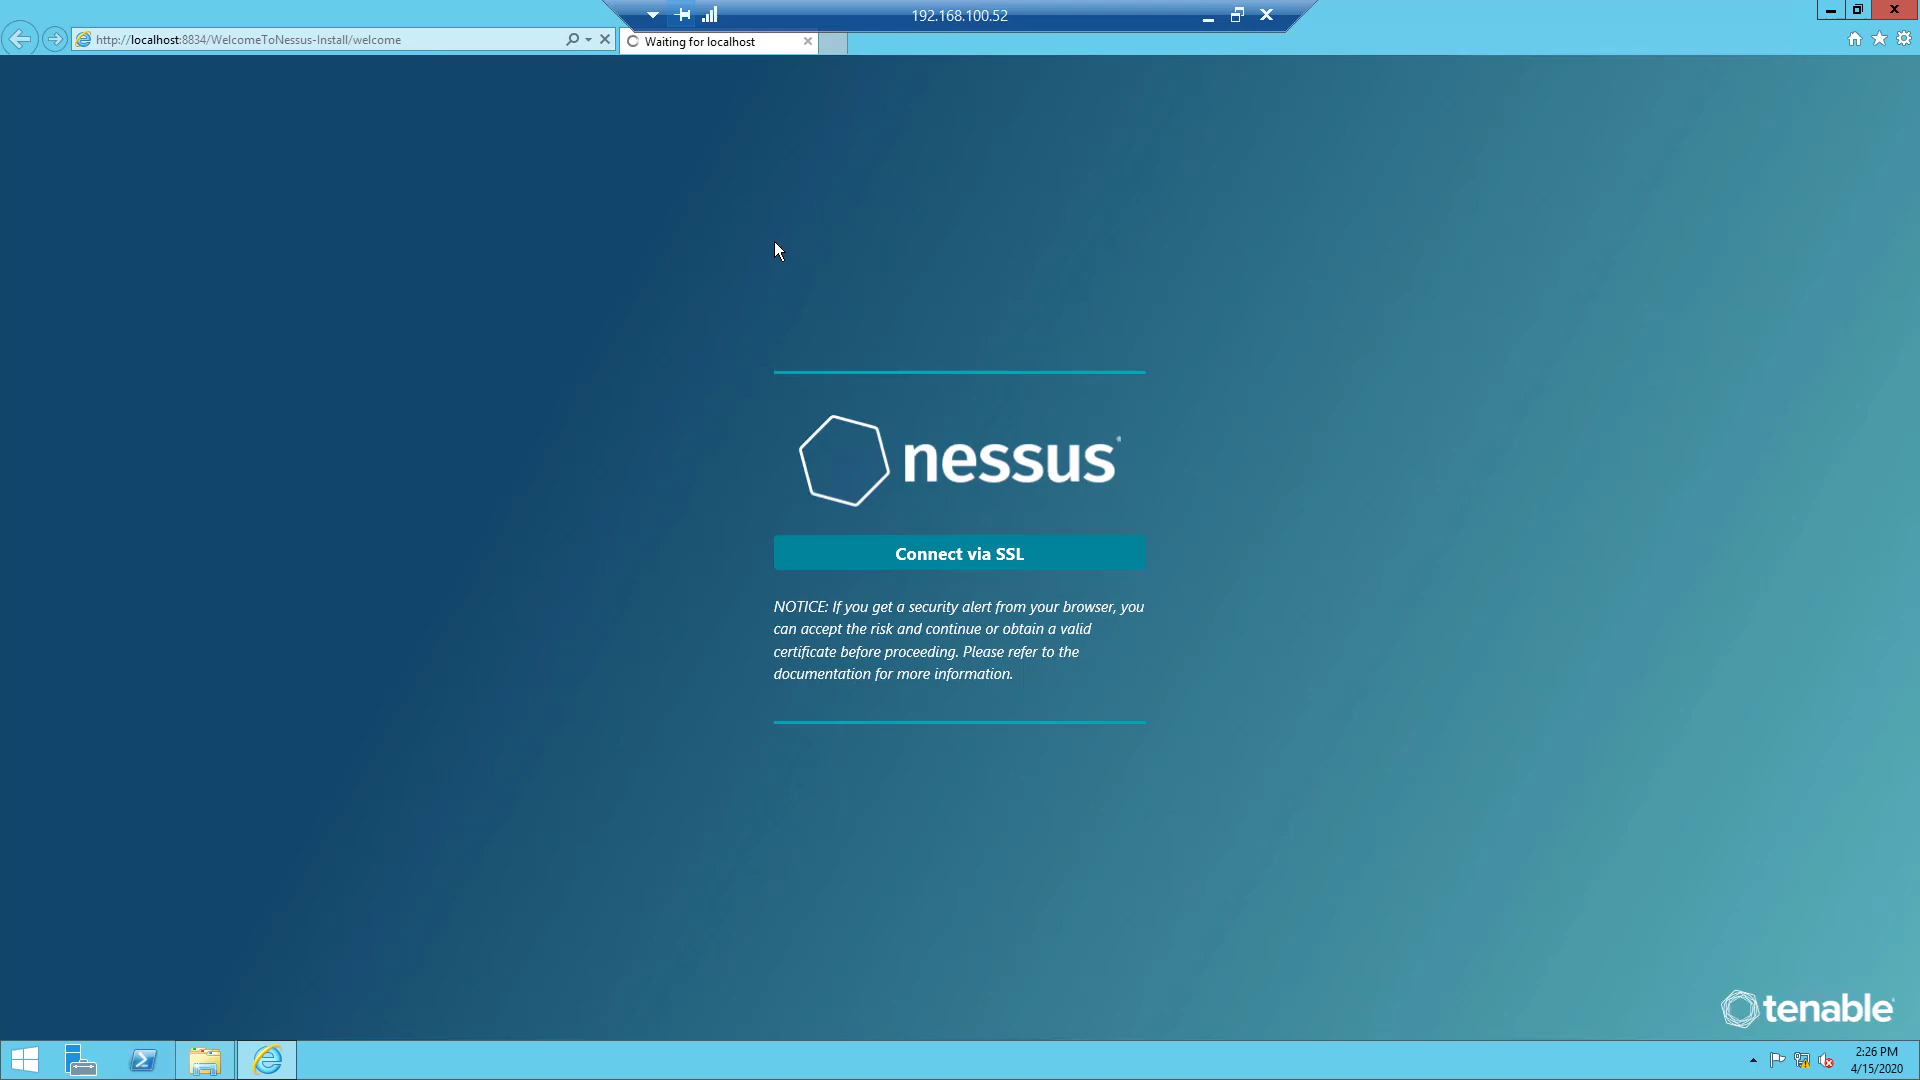 192.168.100.52
http://localhost:8834/WelcomeToNessus-Install/welcome
Waiting for localhost
nessus
Connect via SSL
NOTICE: If you get a security alert from your browser, you
can accept the risk and continue or obtain a valid
certificate before proceeding. Please refer to the
documentation for more information.
tenable
2:26 PM
4/15/2020